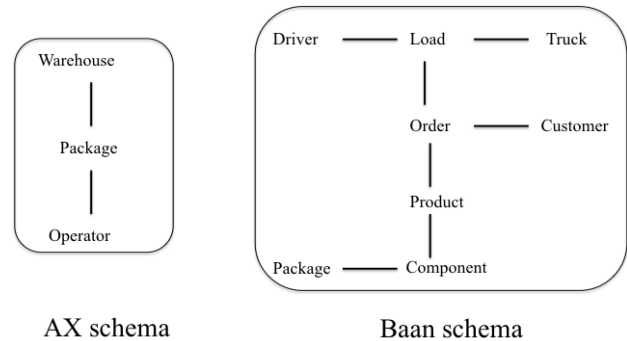 Warehouse
Package
Operator
AX schema
Driver Load Truck
Order Customer
Product
Package Component
Baan schema